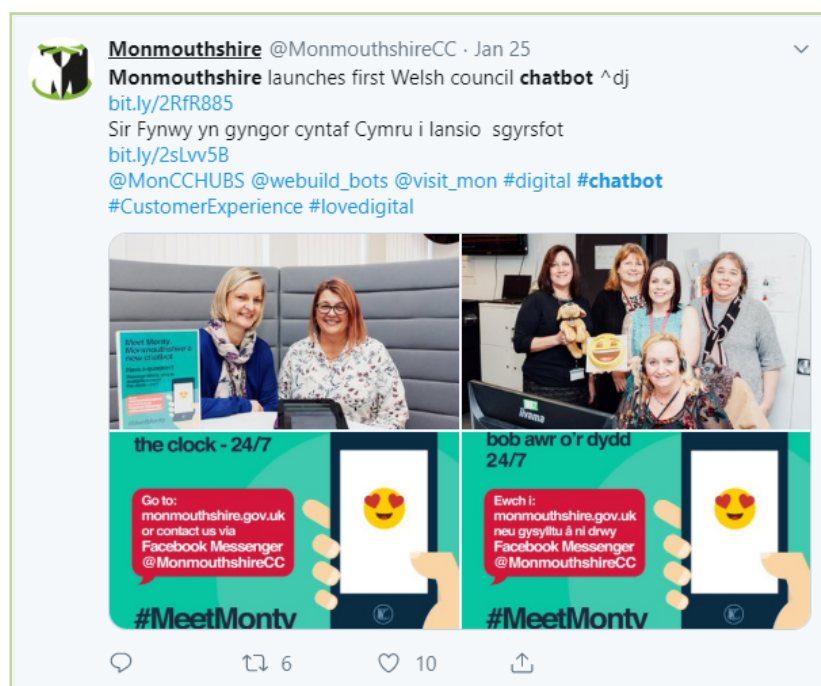 Monmouthshire @MonmouthshireCC · Jan 25
Monmouthshire launches first Welsh council chatbot ^dj
bit.ly/2RfR885
Sir Fynwy yn gyngor cyntaf Cymru i lansio sgyrsfot
bit.ly/2sLvv5B
@MonCCHUBS @webuild_bots @visit_mon #digital #chatbot
#CustomerExperience #lovedigital
Meet Monty,
Monmouthshire's
new chatbot
Have a question?
iiyama
the clock - 24/7
Go to:
monmouthshire.gov.uk
or contact us via
Facebook Messenger
@MonmouthshireCC
#MeetMonty
bob awr o'r dydd
24/7
Ewch i:
monmouthshire.gov.uk
neu gysylltu â ni drwy
Facebook Messenger
@MonmouthshireCC
#MeetMonty
6
10